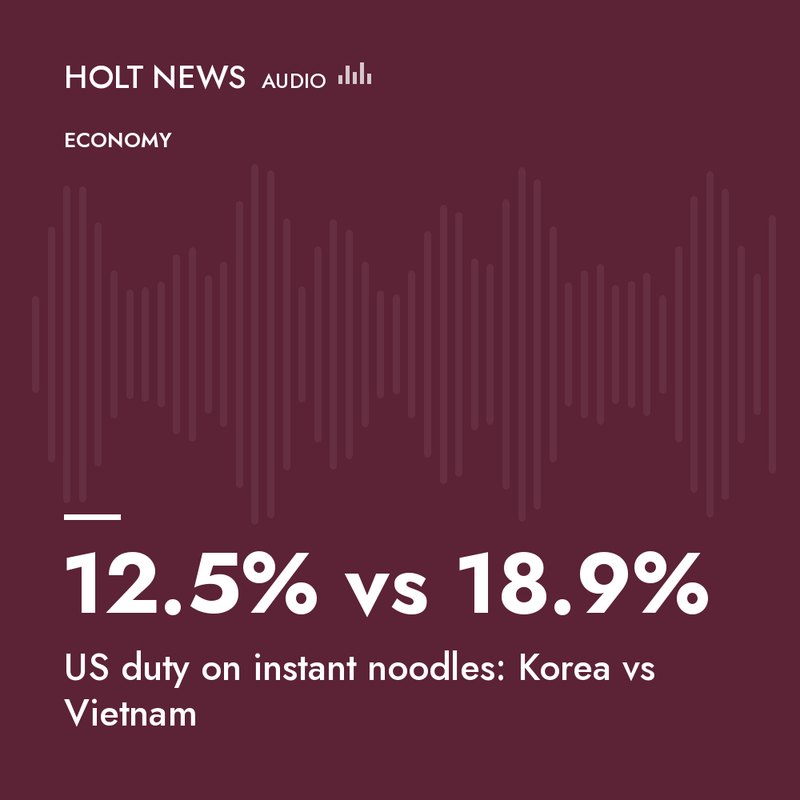 HOLT NEWS AUDIO
ECONOMY
12.5% vs 18.9%
US duty on instant noodles: Korea vs
Vietnam